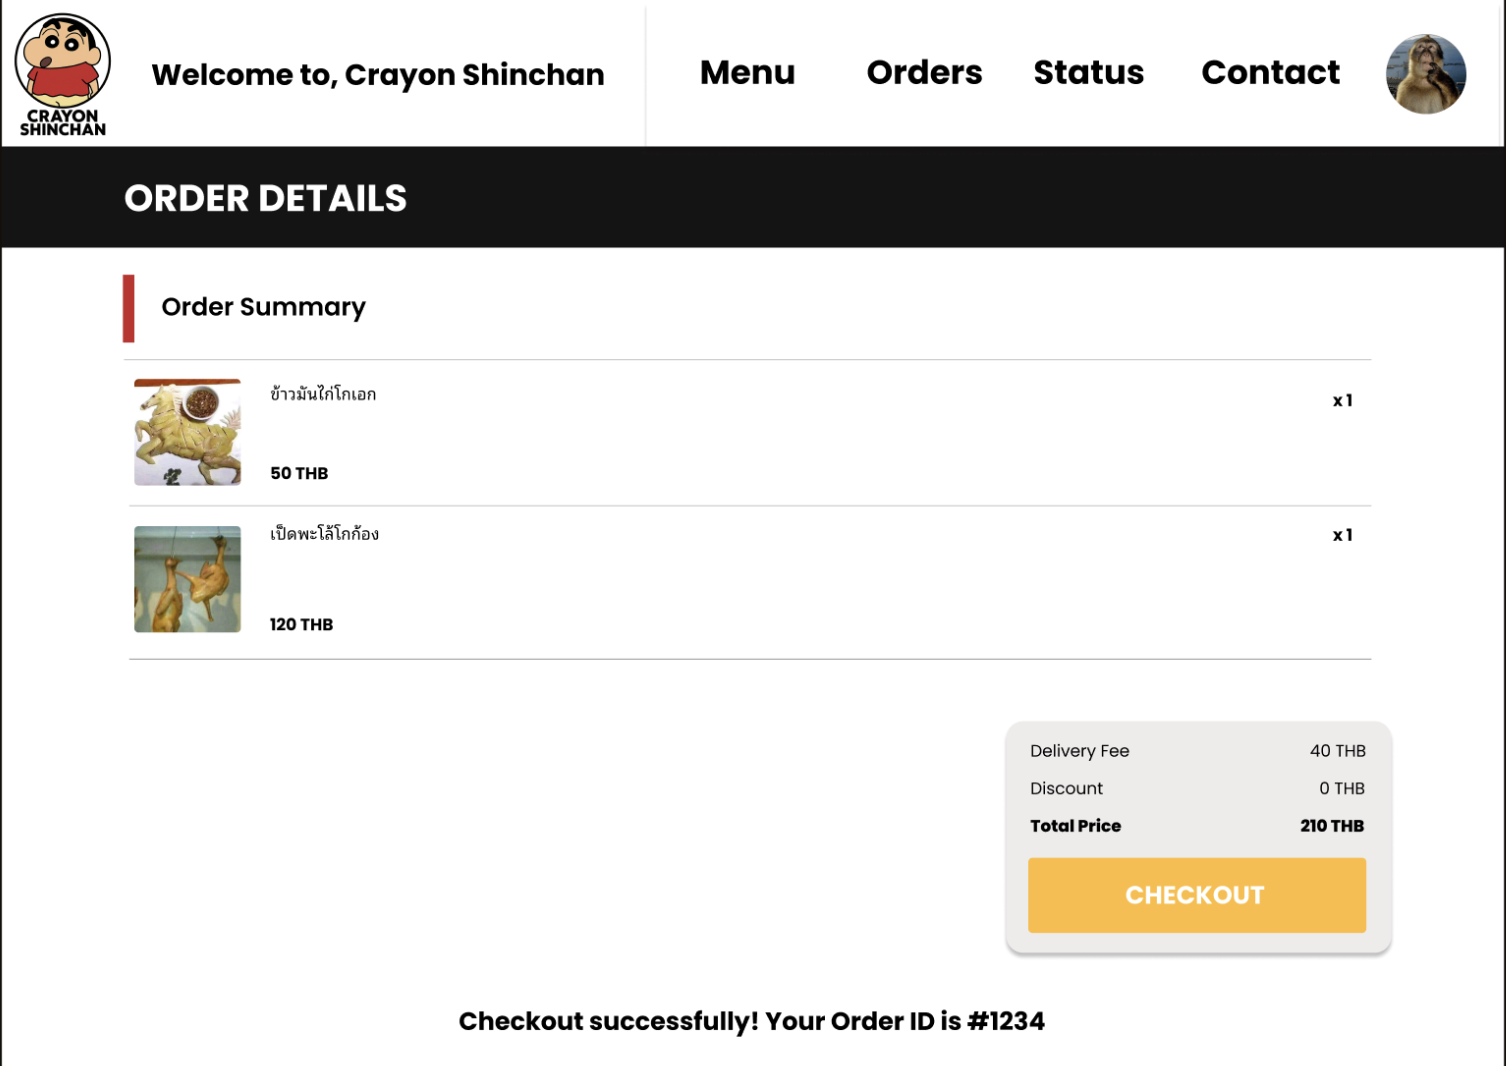 CRAYON
SHINCHAN
Welcome to, Crayon Shinchan
Menu
Orders
Status
Contact
ORDER DETAILS
Order Summary
ข้าวมันไก่โกเอก
x 1
50 THB
เป็ดพะโล้โกก้อง
x 1
120 THB
Delivery Fee
40 THB
Discount
0 THB
Total Price
210 THB
CHECKOUT
Checkout successfully! Your Order ID is #1234